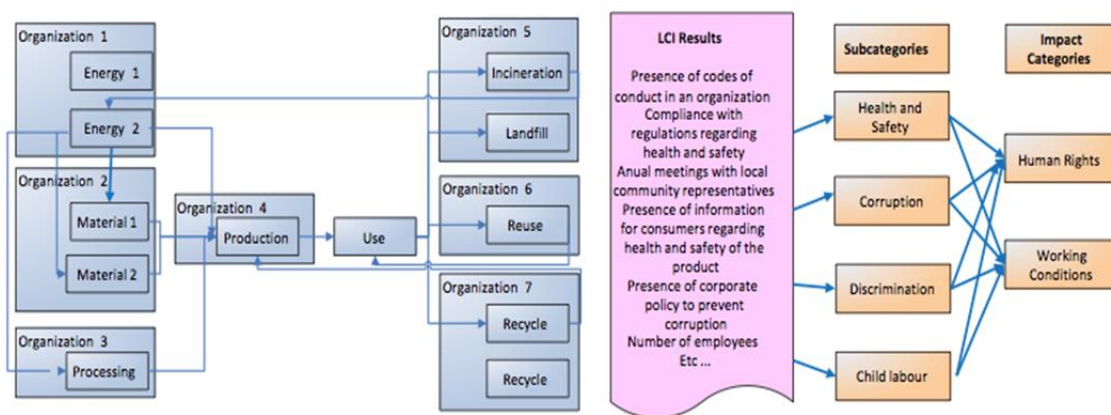 Organization 1
Energy 1
Energy 2
Organization 2
Material 1
Material 2
Organization 3
Processing
Organization 4
Production
Use
Organization 5
Incineration
Landfill
Organization 6
Reuse
Organization 7
Recycle
Recycle
LCI Results
Presence of codes of
conduct in an organization
Compliance with
regulations regarding
health and safety
Anual meetings with local
community representatives
Presence of information
for consumers regarding
health and safety of the
product
Presence of corporate
policy to prevent
corruption
Number of employees
Etc ...
Subcategories
Health and
Safety
Corruption
Discrimination
Child labour
Impact
Categories
Human Rights
Working
Conditions